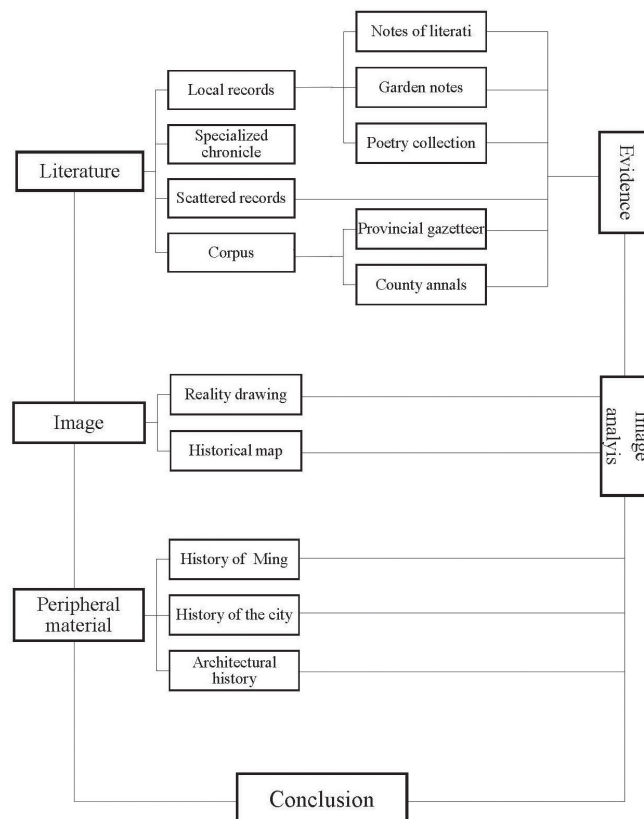 Notes of literati
Local records
Garden notes
Specialized
chronicle
Poetry collection
Literature
Evidence
Scattered records
Provincial gazetteer
Corpus
County annals
Reality drawing
Image
Image
analyis
Historical map
History of Ming
Peripheral
material
History of the city
Architectural
history
Conclusion